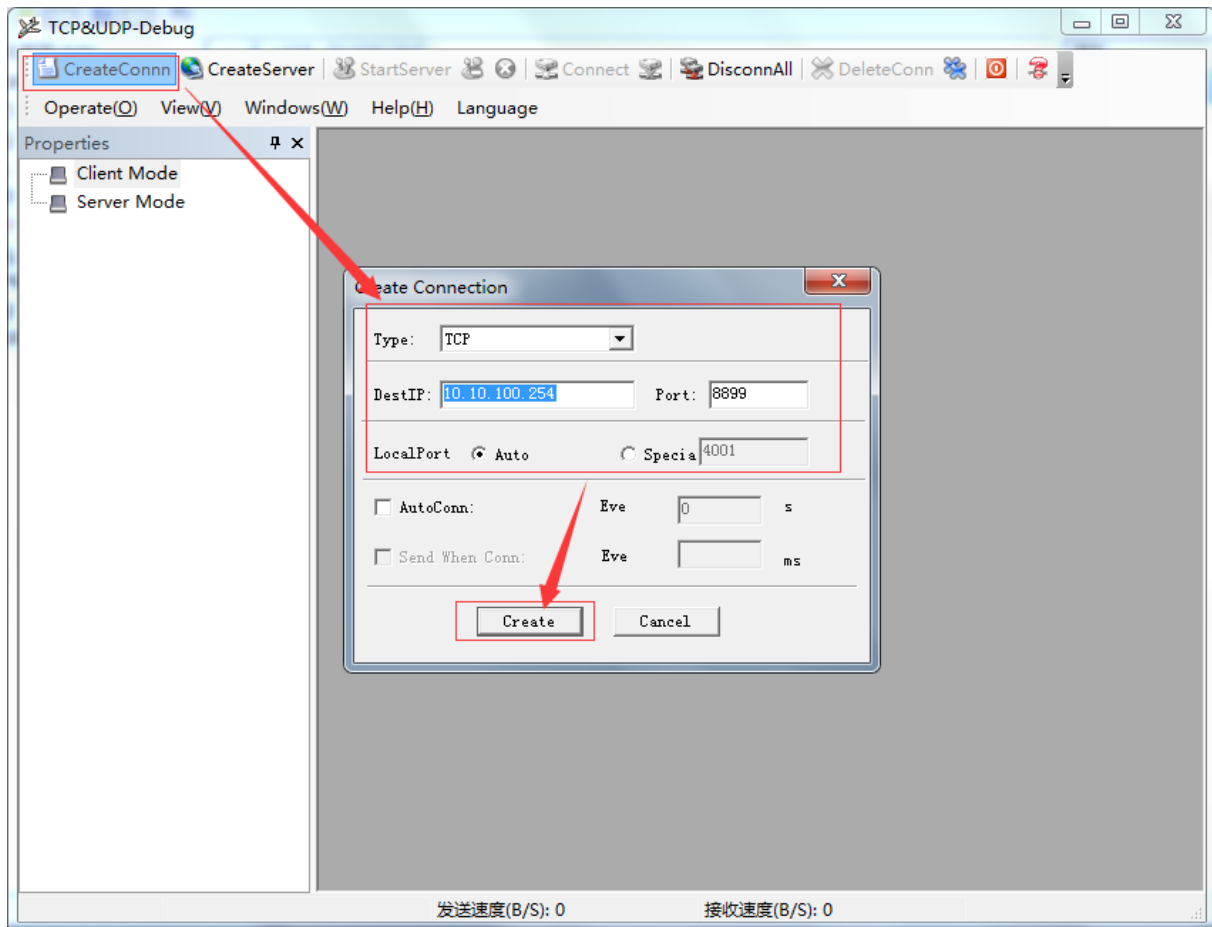 TCP&UDP-Debug
CreateConnn CreateServer StartServer Connect DisconnAll DeleteConn
Operate(O) View(V) Windows(W) Help(H) Language
Properties
Client Mode
Server Mode
Create Connection
Type: TCP
DestIP: 10.10.100.254 Port: 8899
LocalPort Auto Specia 4001
AutoConn: Eve 0 s
Send When Conn: Eve ms
Create Cancel
发送速度(B/S): 0 接收速度(B/S): 0